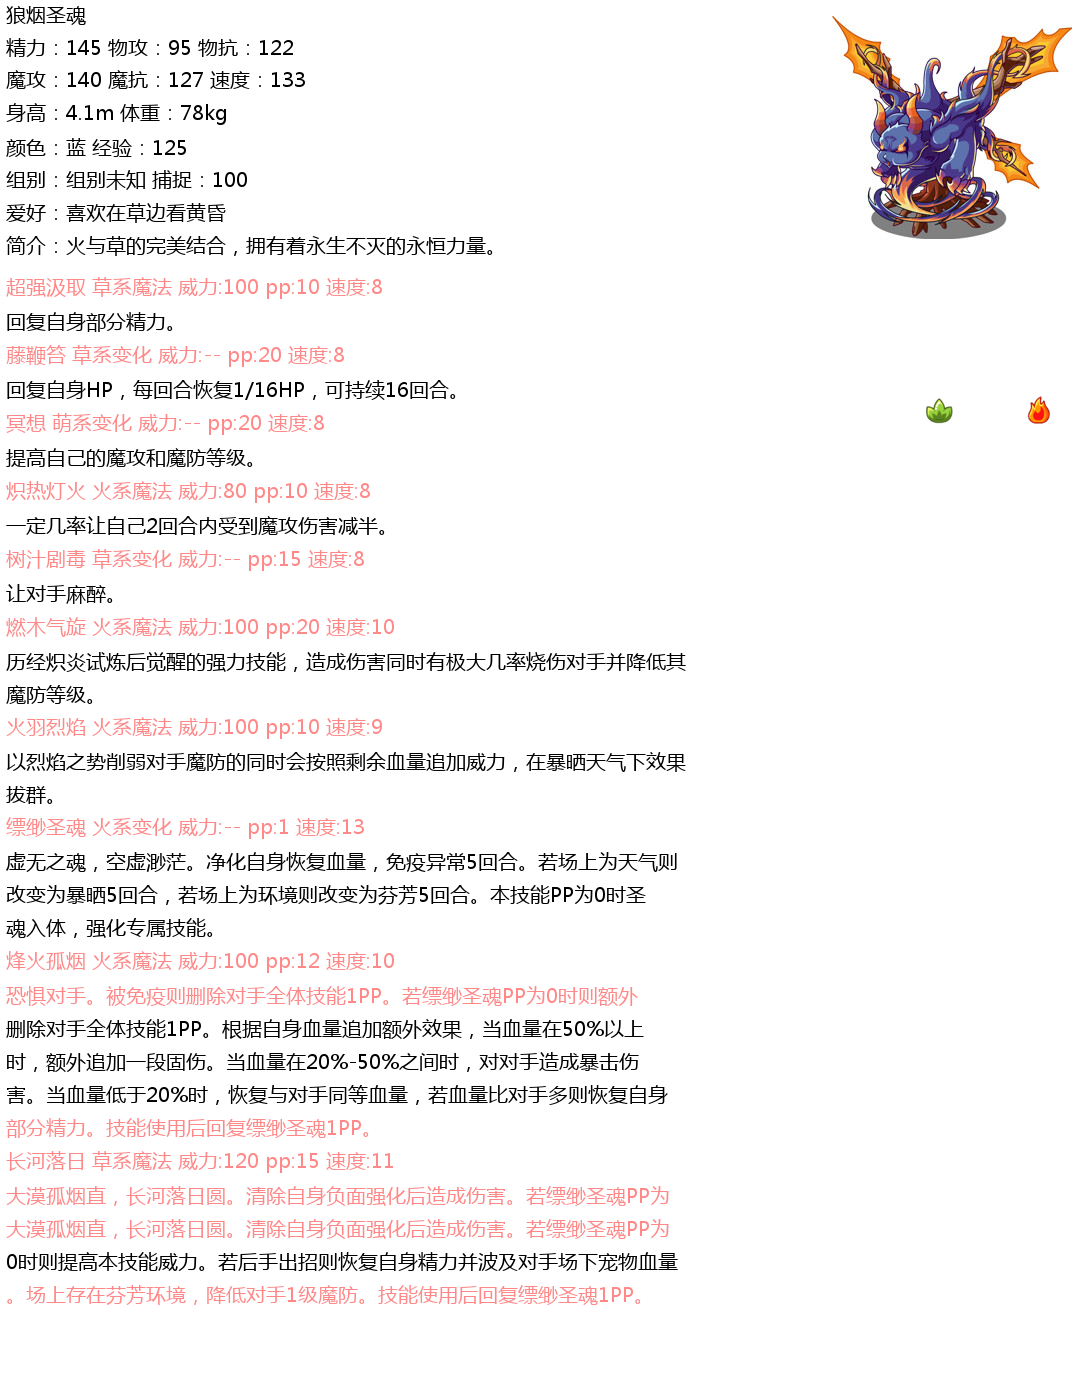 狼烟圣魂
精力：145 物攻：95 物抗：122
魔攻：140 魔抗：127 速度：133
身高：4.1m 体重：78kg
颜色：蓝 经验：125
组别：组别未知 捕捉：100
爱好：喜欢在草边看黄昏
简介：火与草的完美结合，拥有着永生不灭的永恒力量。
超强汲取 草系魔法 威力:100 pp:10 速度:8
回复自身部分精力。
藤鞭笞 草系变化 威力:-- pp:20 速度:8
回复自身HP，每回合恢复1/16HP，可持续16回合。
冥想 萌系变化 威力:-- pp:20 速度:8
提高自己的魔攻和魔防等级。
炽热灯火 火系魔法 威力:80 pp:10 速度:8
一定几率让自己2回合内受到魔攻伤害减半。
树汁剧毒 草系变化 威力:-- pp:15 速度:8
让对手麻醉。
燃木气旋 火系魔法 威力:100 pp:20 速度:10
历经炽炎试炼后觉醒的强力技能，造成伤害同时有极大几率烧伤对手并降低其
魔防等级。
火羽烈焰 火系魔法 威力:100 pp:10 速度:9
以烈焰之势削弱对手魔防的同时会按照剩余血量追加威力，在暴晒天气下效果
拔群。
缥缈圣魂 火系变化 威力:-- pp:1 速度:13
虚无之魂，空虚渺茫。净化自身恢复血量，免疫异常5回合。若场上为天气则
改变为暴晒5回合，若场上为环境则改变为芬芳5回合。本技能PP为0时圣
魂入体，强化专属技能。
烽火孤烟 火系魔法 威力:100 pp:12 速度:10
恐惧对手。被免疫则删除对手全体技能1PP。若缥缈圣魂PP为0时则额外
删除对手全体技能1PP。根据自身血量追加额外效果，当血量在50%以上
时，额外追加一段固伤。当血量在20%-50%之间时，对对手造成暴击伤
害。当血量低于20%时，恢复与对手同等血量，若血量比对手多则恢复自身
部分精力。技能使用后回复缥缈圣魂1PP。
长河落日 草系魔法 威力:120 pp:15 速度:11
大漠孤烟直，长河落日圆。清除自身负面强化后造成伤害。若缥缈圣魂PP为
大漠孤烟直，长河落日圆。清除自身负面强化后造成伤害。若缥缈圣魂PP为
0时则提高本技能威力。若后手出招则恢复自身精力并波及对手场下宠物血量
。场上存在芬芳环境，降低对手1级魔防。技能使用后回复缥缈圣魂1PP。